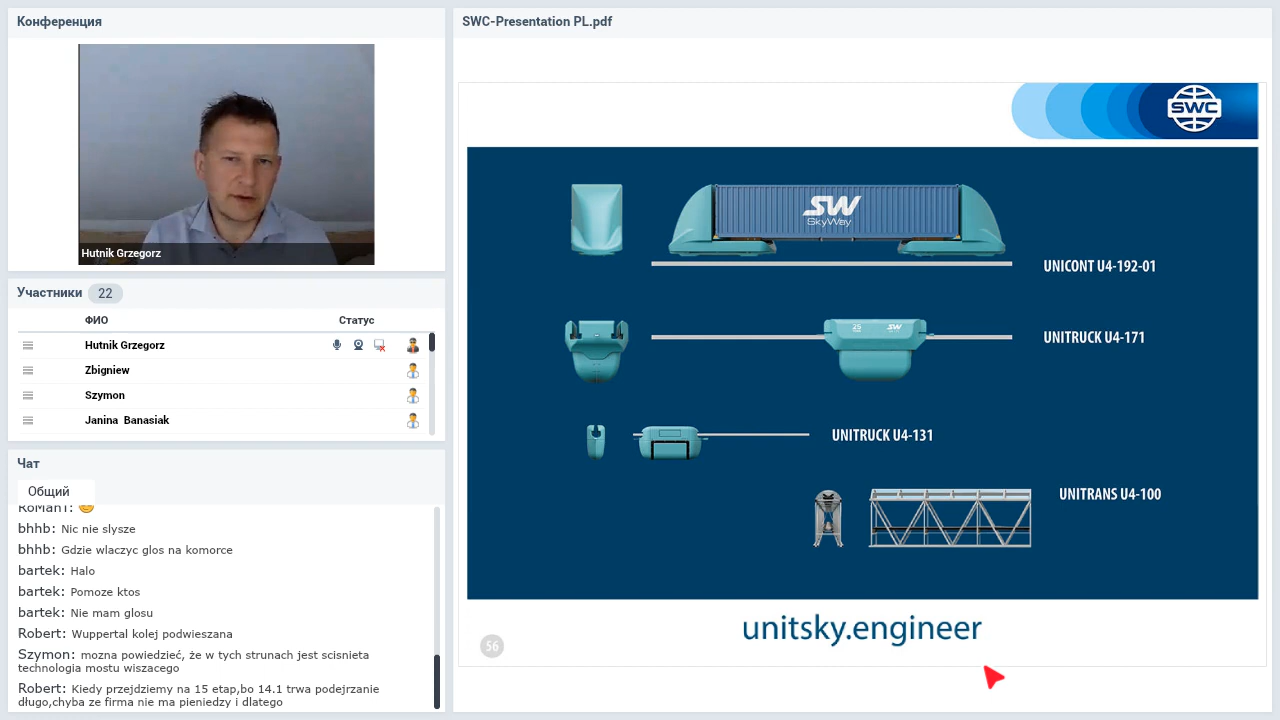 Конференция
Hutnik Grzegorz
Участники 22
ФИО Статус
Hutnik Grzegorz
Zbigniew
Szymon
Janina Banasiak
Чат
Общий
RoManT:
bhhb: Nic nie slysze
bhhb: Gdzie wlaczyc glos na komorce
bartek: Halo
bartek: Pomoze ktos
bartek: Nie mam glosu
Robert: Wuppertal kolej podwieszana
Szymon: mozna powiedzieć, że w tych strunach jest scisnieta
technologia mostu wiszacego
Robert: Kiedy przejdziemy na 15 etap,bo 14.1 trwa podejrzanie
długo,chyba ze firma nie ma pieniedzy i dlatego
SWC-Presentation PL.pdf
SWC
SW
SkyWay
UNICONT U4-192-01
25 SW
UNITRUCK U4-171
UNITRUCK U4-131
UNITRANS U4-100
unitsky.engineer
56